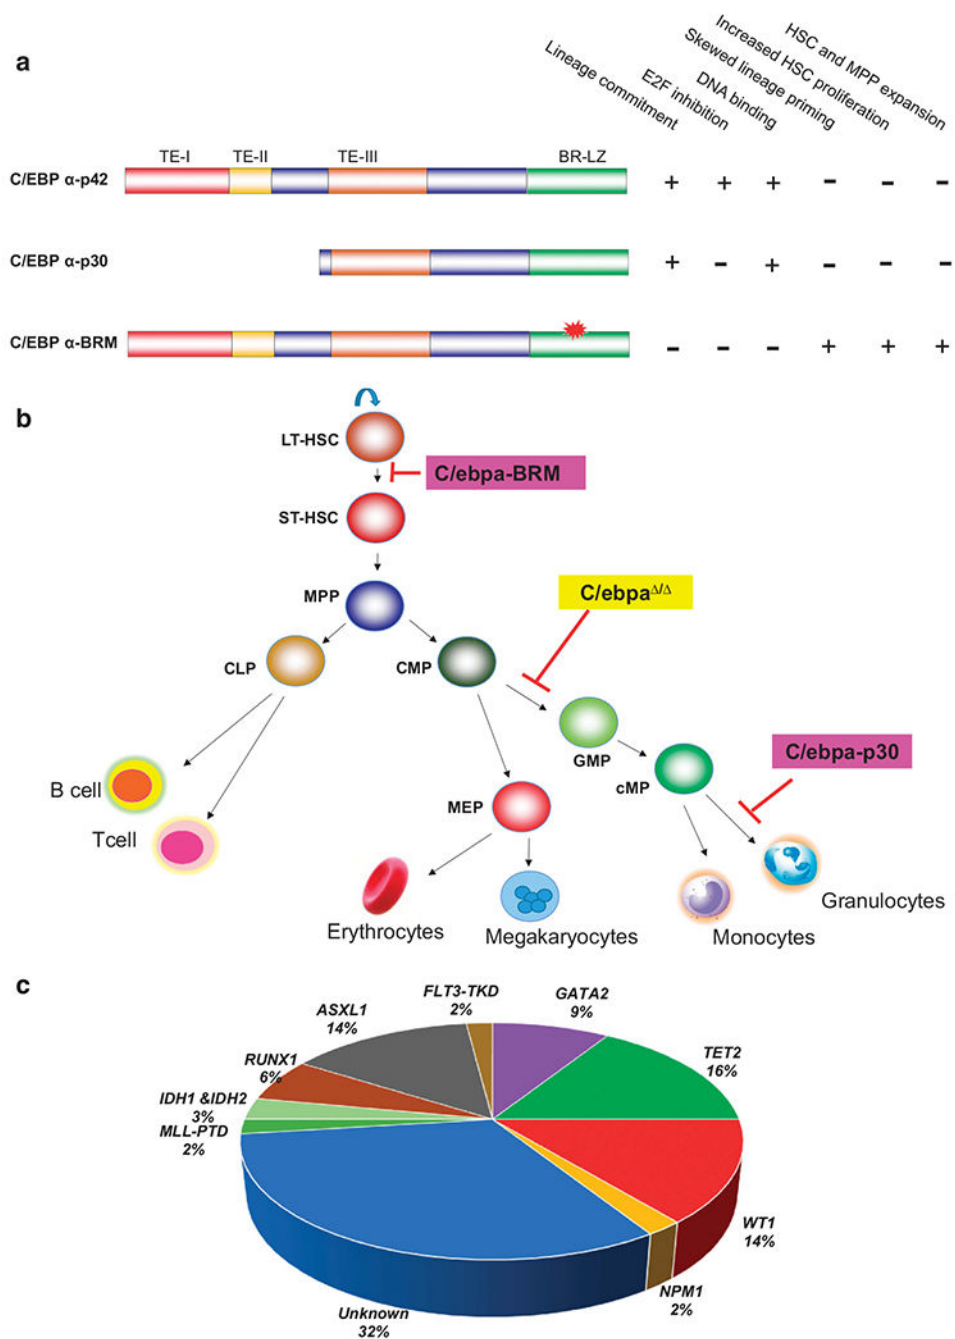 a
Lineage commitment
E2F inhibition
DNA binding
Skewed lineage priming
Increased HSC proliferation
HSC and MPP expansion
TE-I TE-II TE-III BR-LZ
C/EBP α-p42 + + + - - -
C/EBP α-p30 + - + - - -
C/EBP α-BRM - - - + + +
b
LT-HSC
C/ebpa-BRM
ST-HSC
MPP
C/ebpaΔ/Δ
CLP
CMP
GMP
C/ebpa-p30
cMP
B cell
MEP
Tcell
Granulocytes
Erythrocytes
Megakaryocytes
Monocytes
c
FLT3-TKD
2%
GATA2
9%
ASXL1
14%
TET2
16%
RUNX1
6%
IDH1 &IDH2
3%
MLL-PTD
2%
WT1
14%
NPM1
2%
Unknown
32%